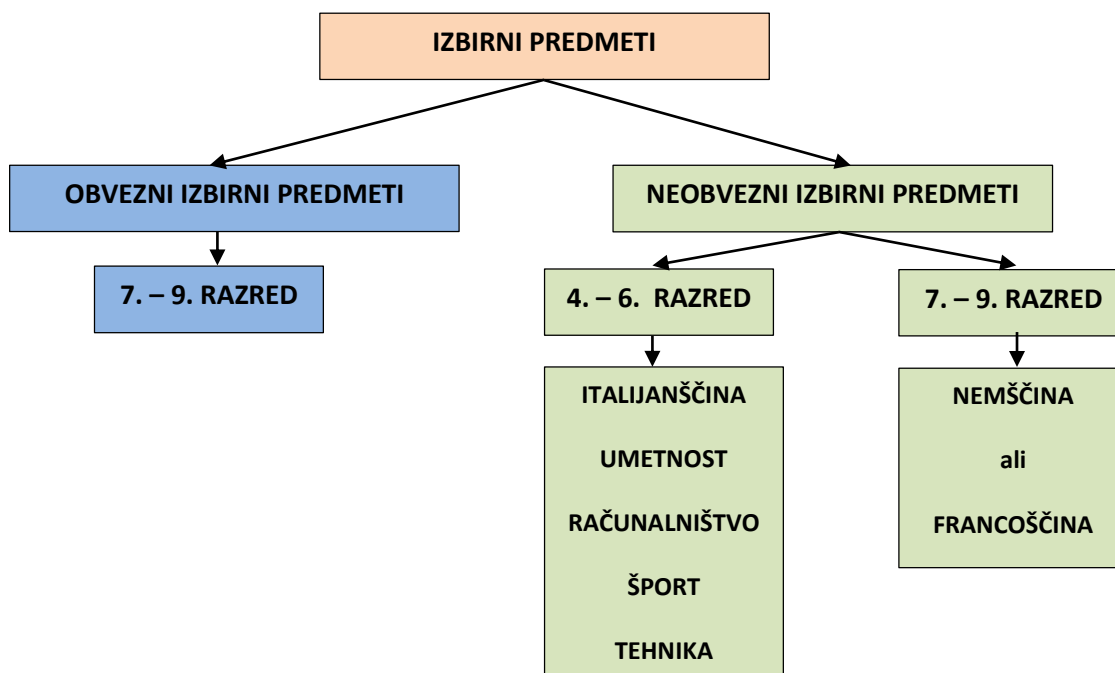 IZBIRNI PREDMETI
OBVEZNI IZBIRNI PREDMETI
NEOBVEZNI IZBIRNI PREDMETI
7. – 9. RAZRED
4. – 6. RAZRED
7. – 9. RAZRED
ITALIJANŠČINA
UMETNOST
RAČUNALNIŠTVO
ŠPORT
TEHNIKA
NEMŠČINA
ali
FRANCOŠČINA